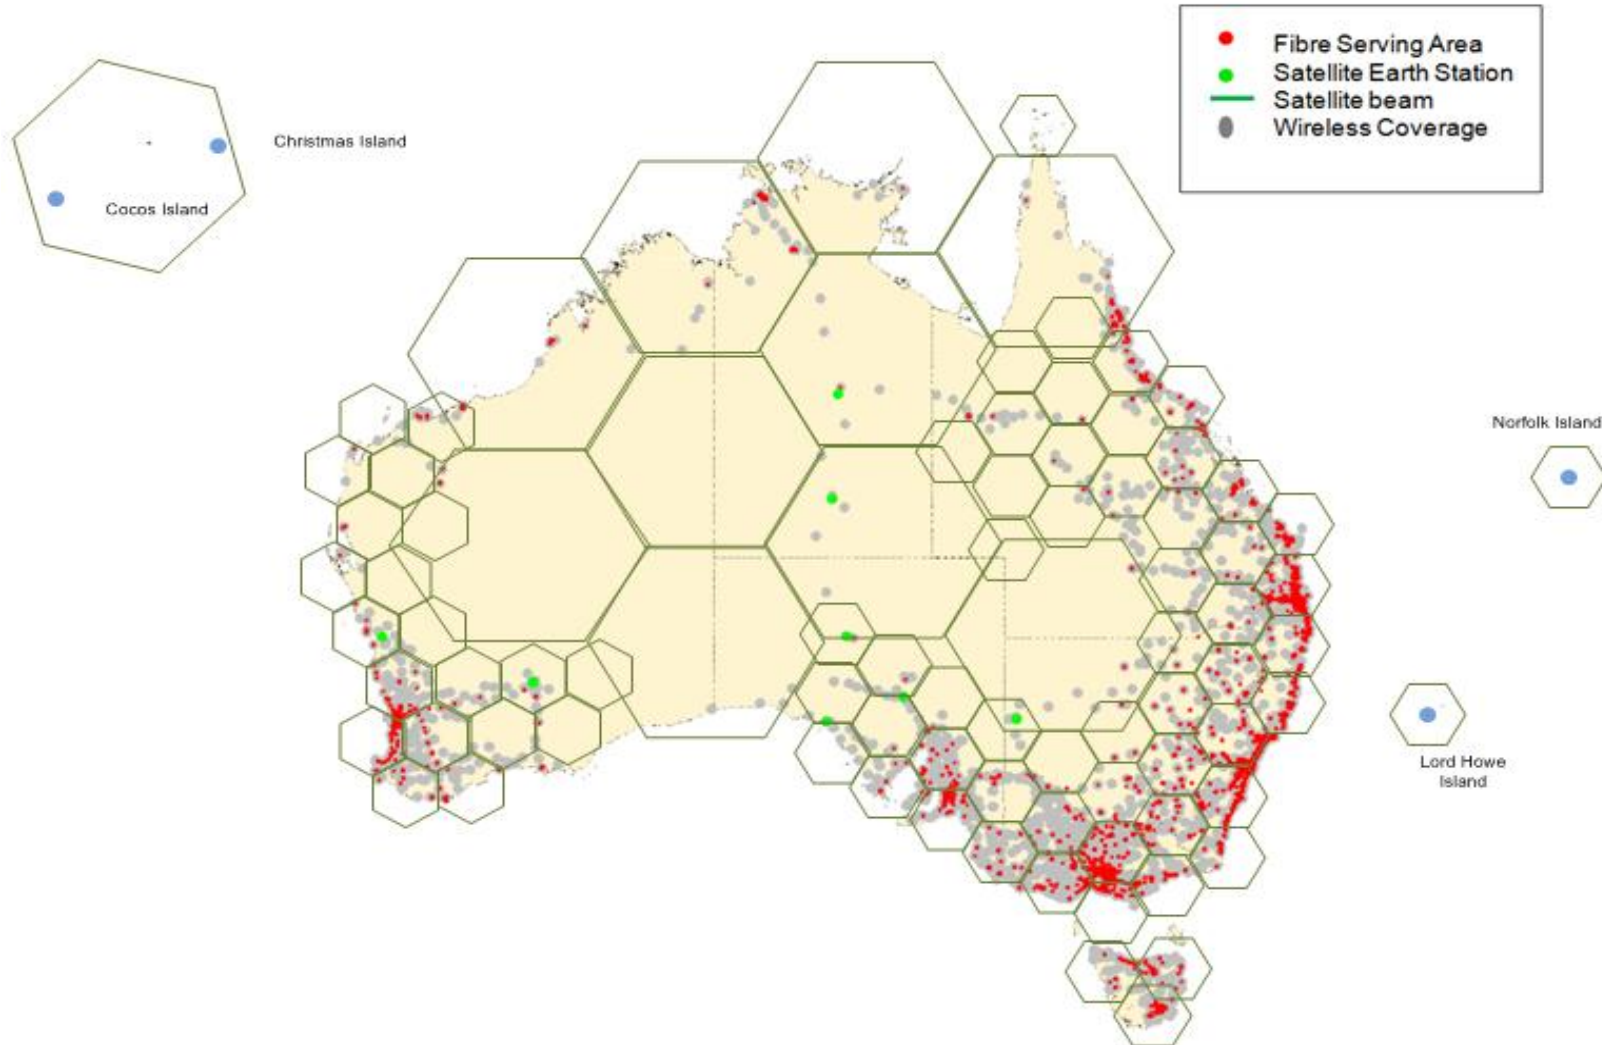 Fibre Serving Area
Satellite Earth Station
Satellite beam
Wireless Coverage
Christmas Island
Cocos Island
Norfolk Island
Lord Howe
Island